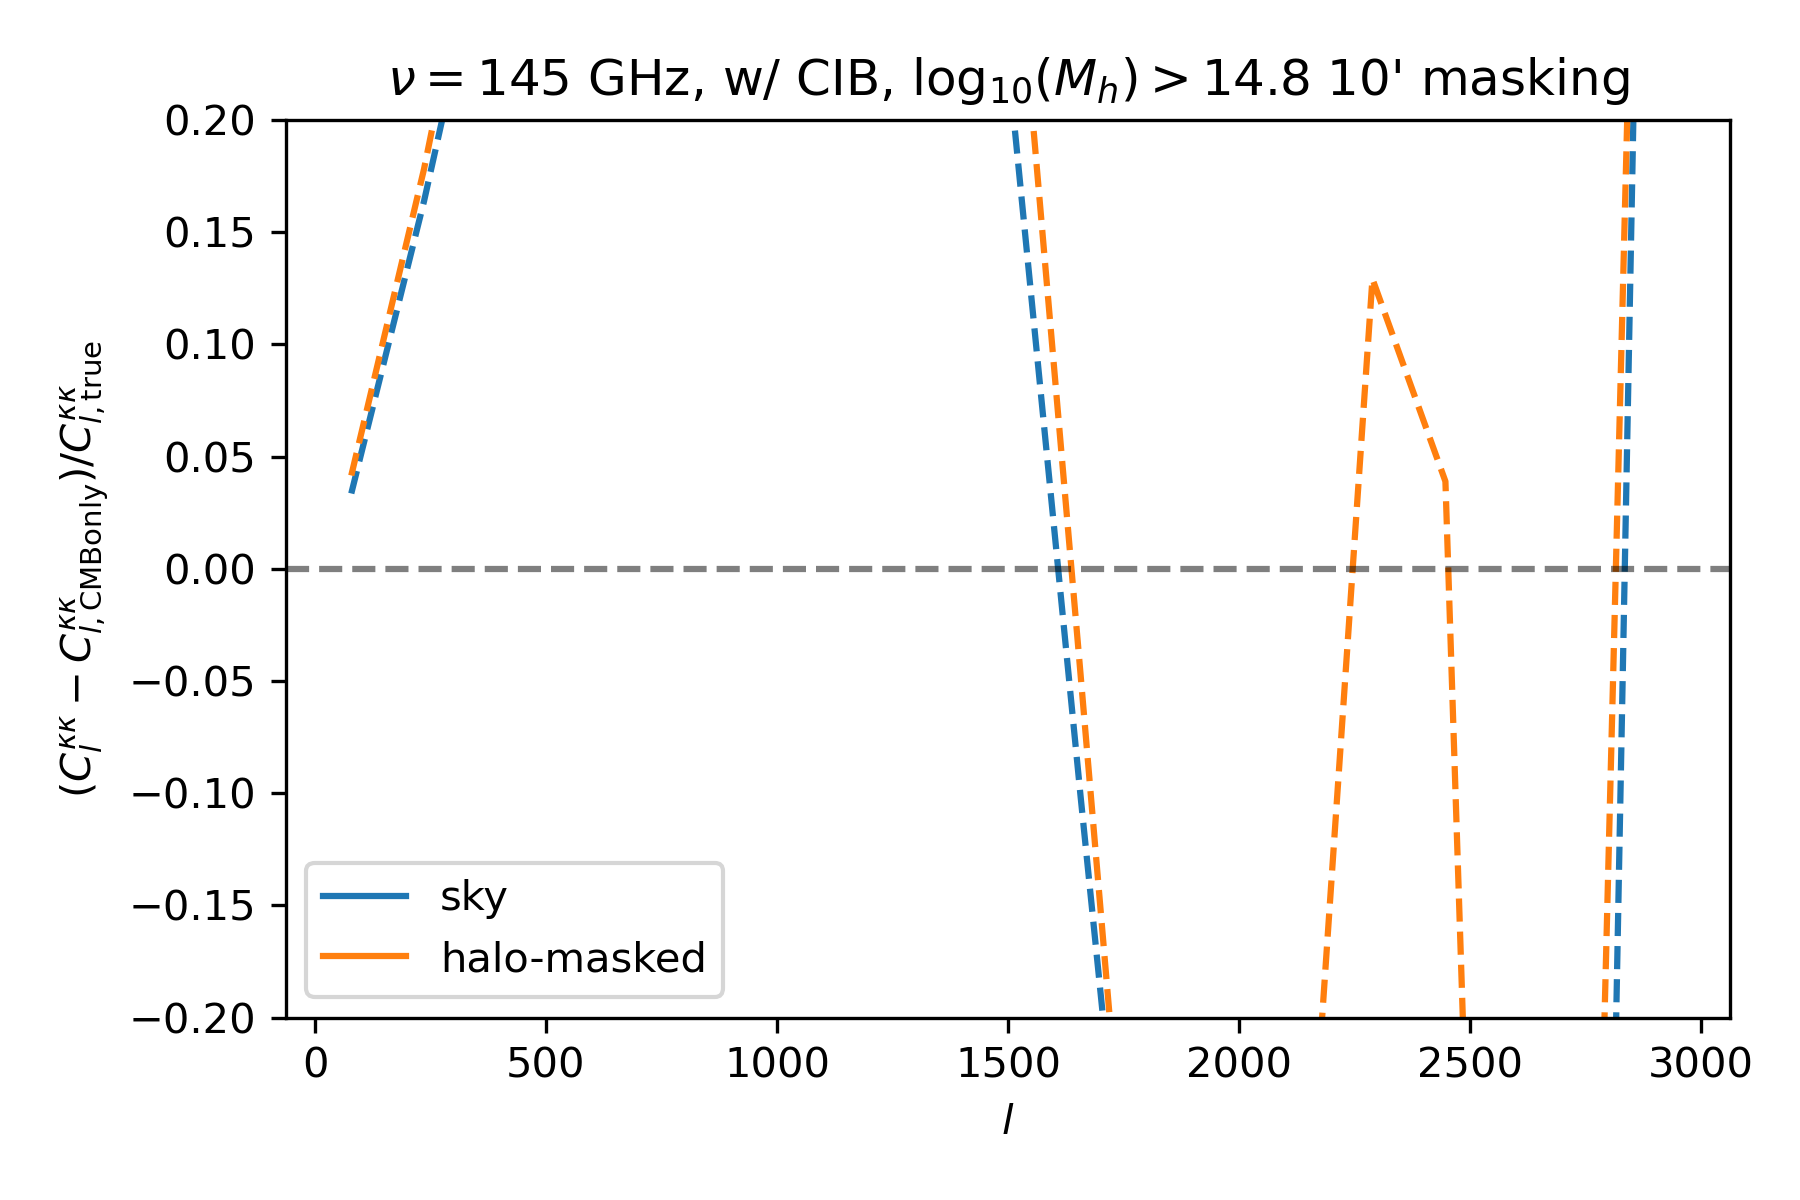 ν = 145 GHz, w/ CIB, log₁₀(Mₕ) > 14.8 10' masking
0.20
0.15
0.10
0.05
0.00
−0.05
−0.10
−0.15
−0.20
(C_l^{κκ} − C_{l,CMBonly}^{κκ})/C_{l,true}^{κκ}
sky
halo-masked
0 500 1000 1500 2000 2500 3000
l